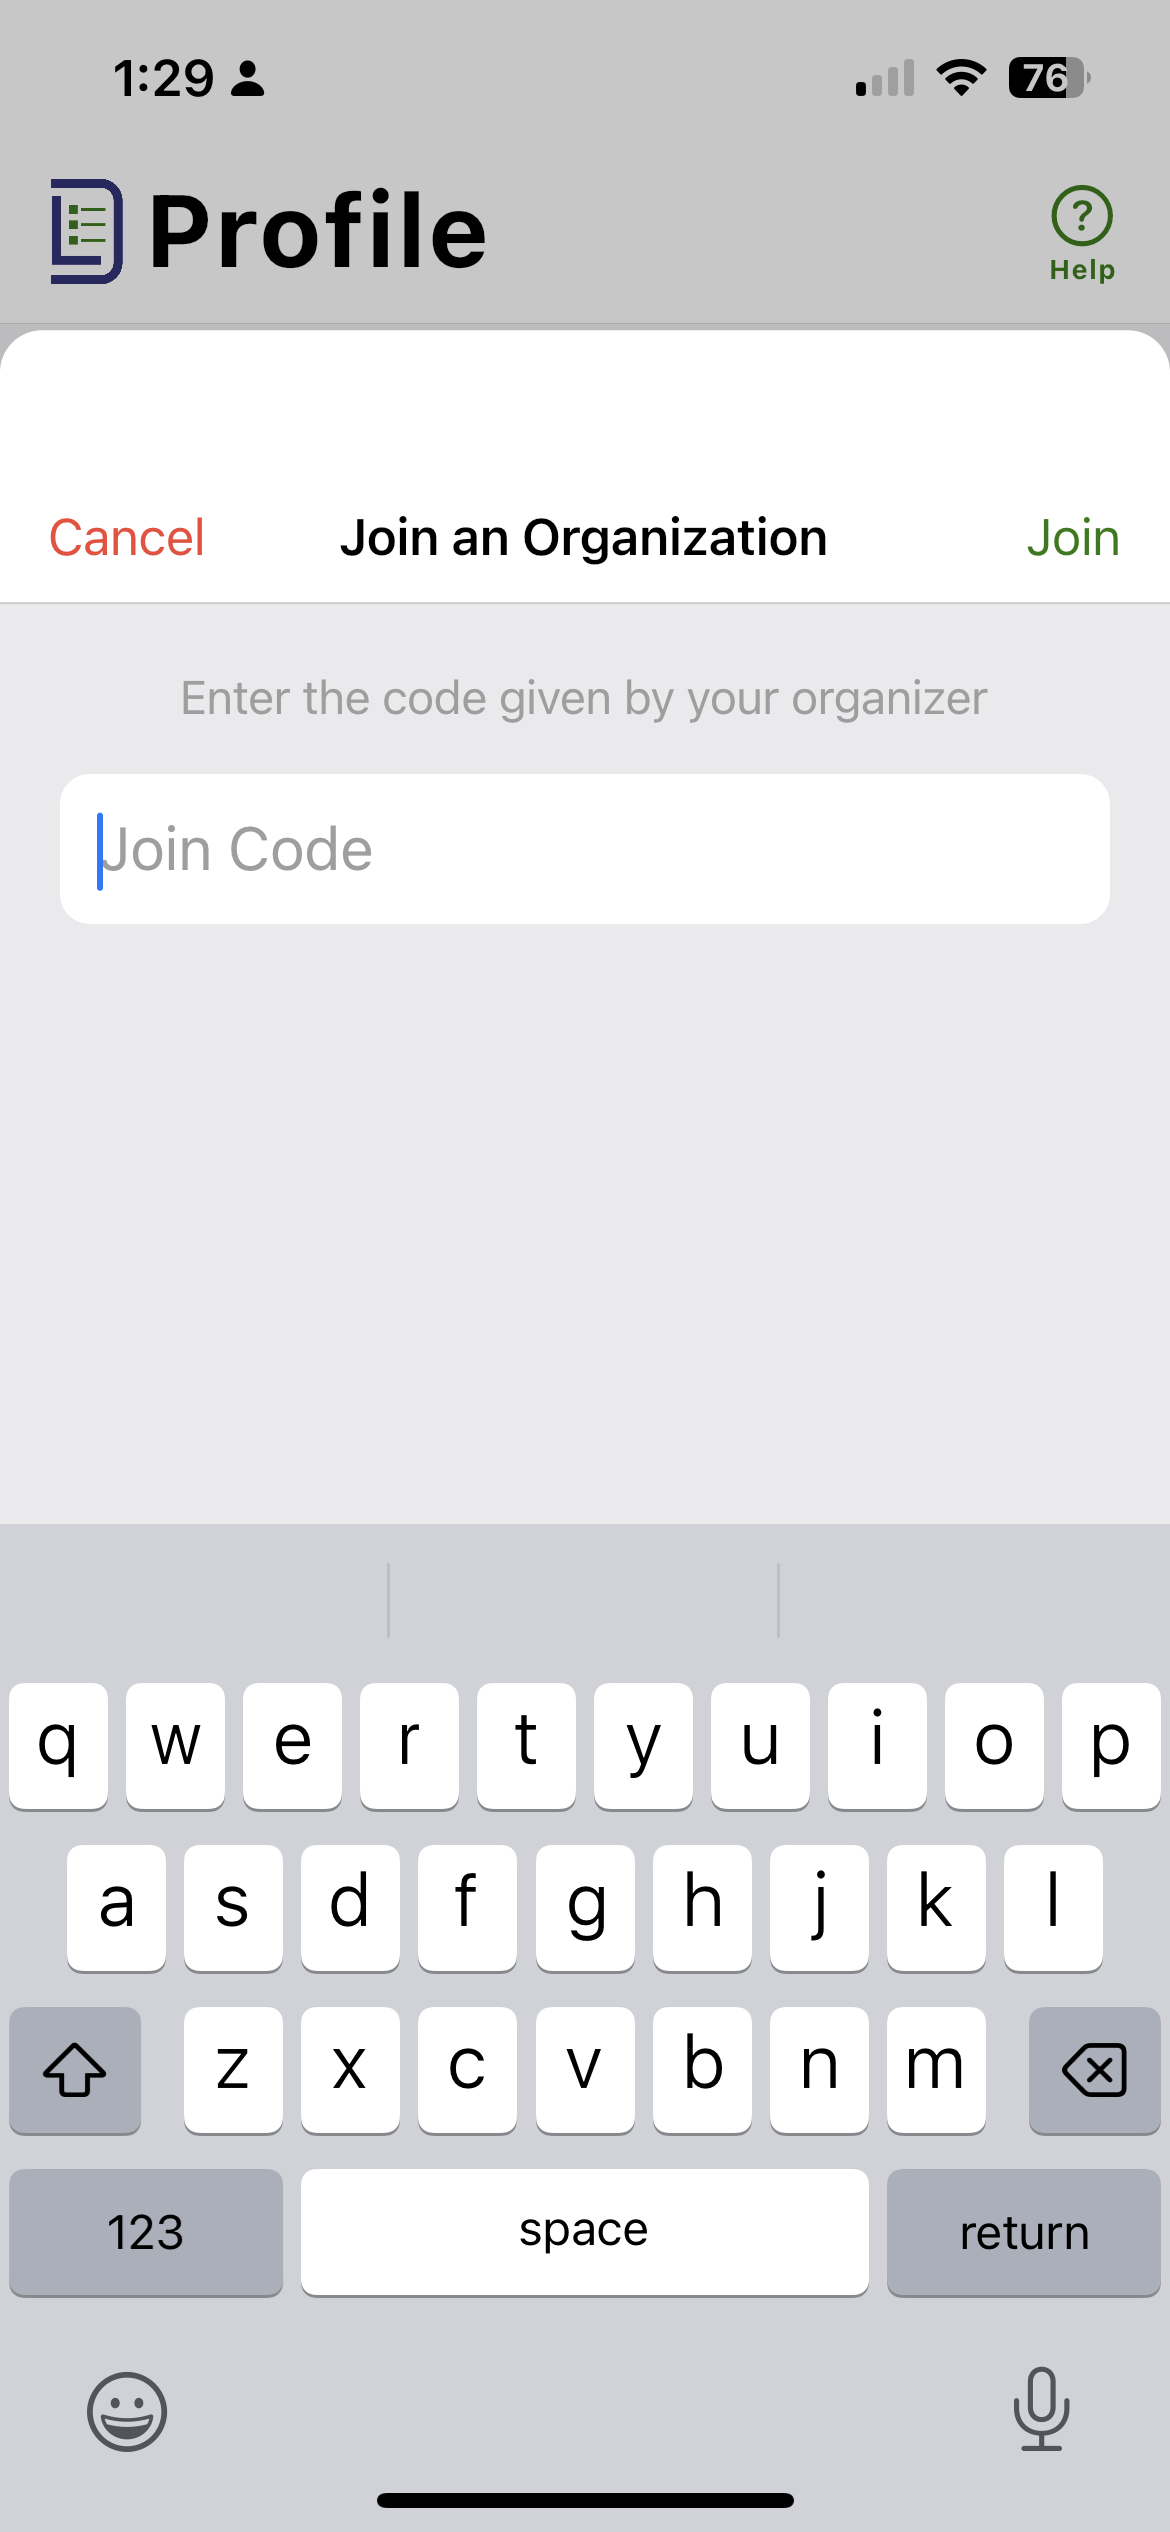 1:29
76
Profile
?
Help
Cancel
Join an Organization
Join
Enter the code given by your organizer
Join Code
q w e r t y u i o p
a s d f g h j k l
z x c v b n m
123 space return